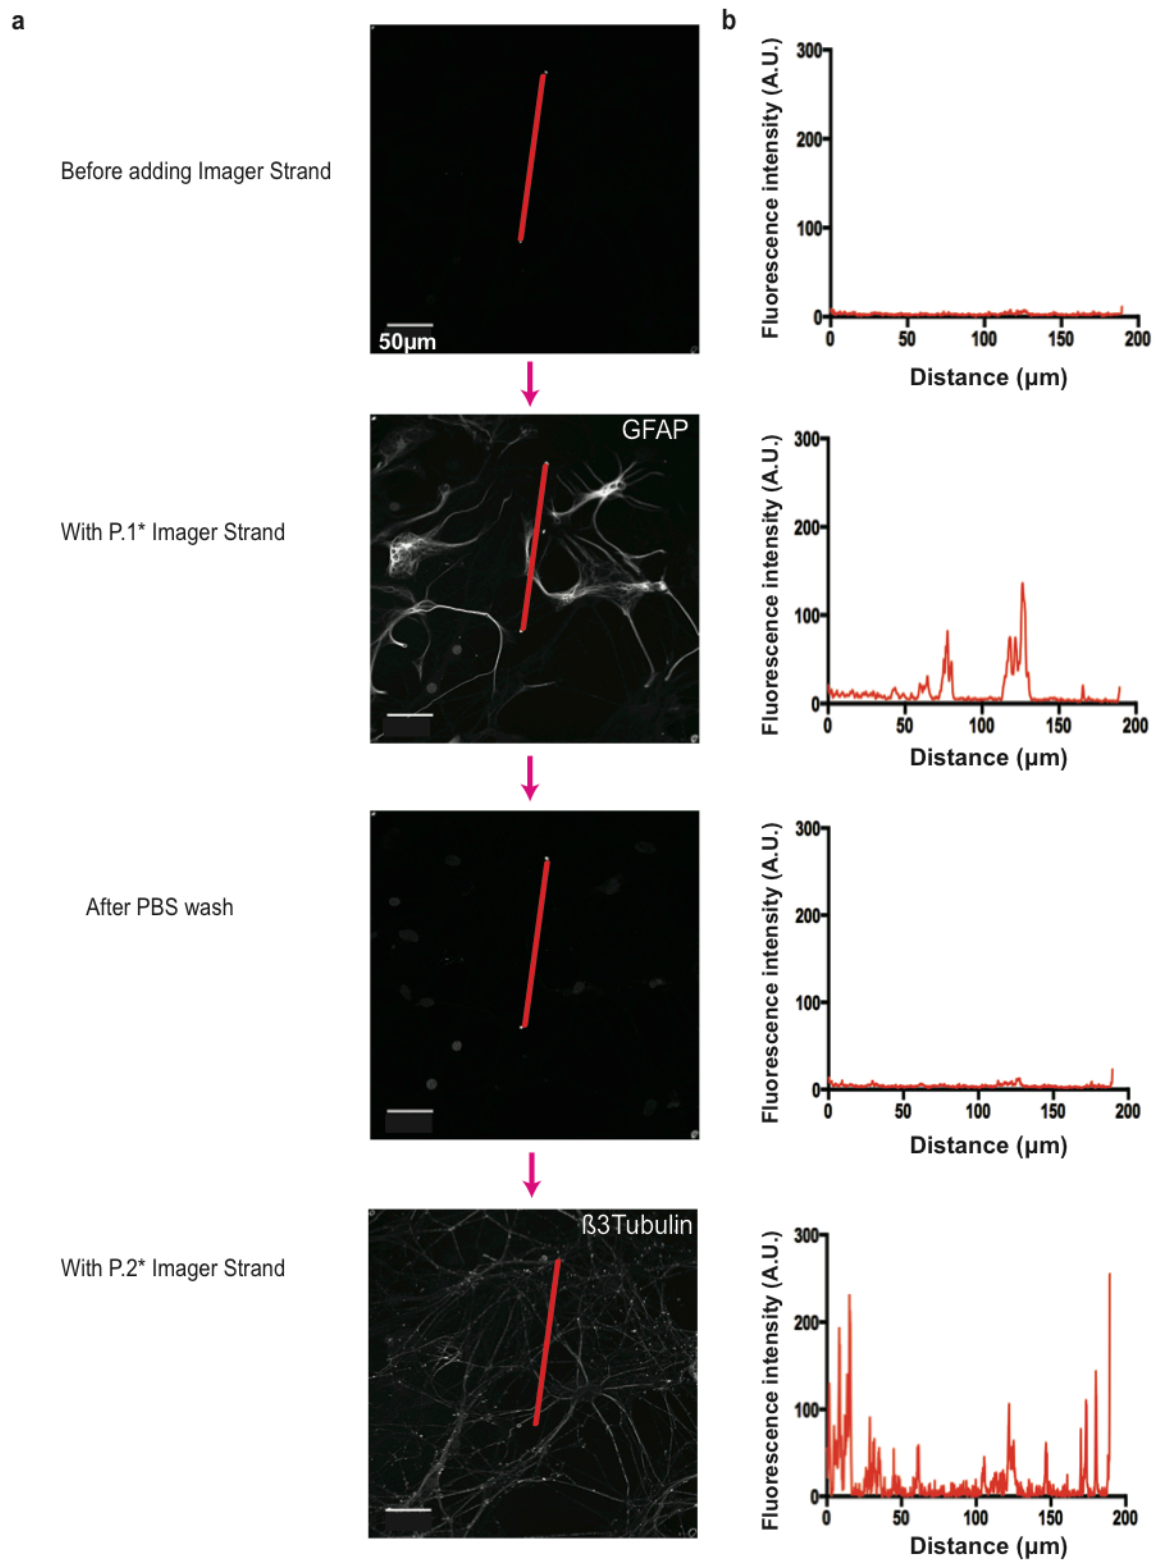 a
b
Before adding Imager Strand
50µm
Fluorescence intensity (A.U.)
300
200
100
0
0 50 100 150 200
Distance (µm)
With P.1* Imager Strand
GFAP
Fluorescence intensity (A.U.)
300
200
100
0
0 50 100 150 200
Distance (µm)
After PBS wash
Fluorescence intensity (A.U.)
300
200
100
0
0 50 100 150 200
Distance (µm)
With P.2* Imager Strand
ß3Tubulin
Fluorescence intensity (A.U.)
300
200
100
0
0 50 100 150 200
Distance (µm)